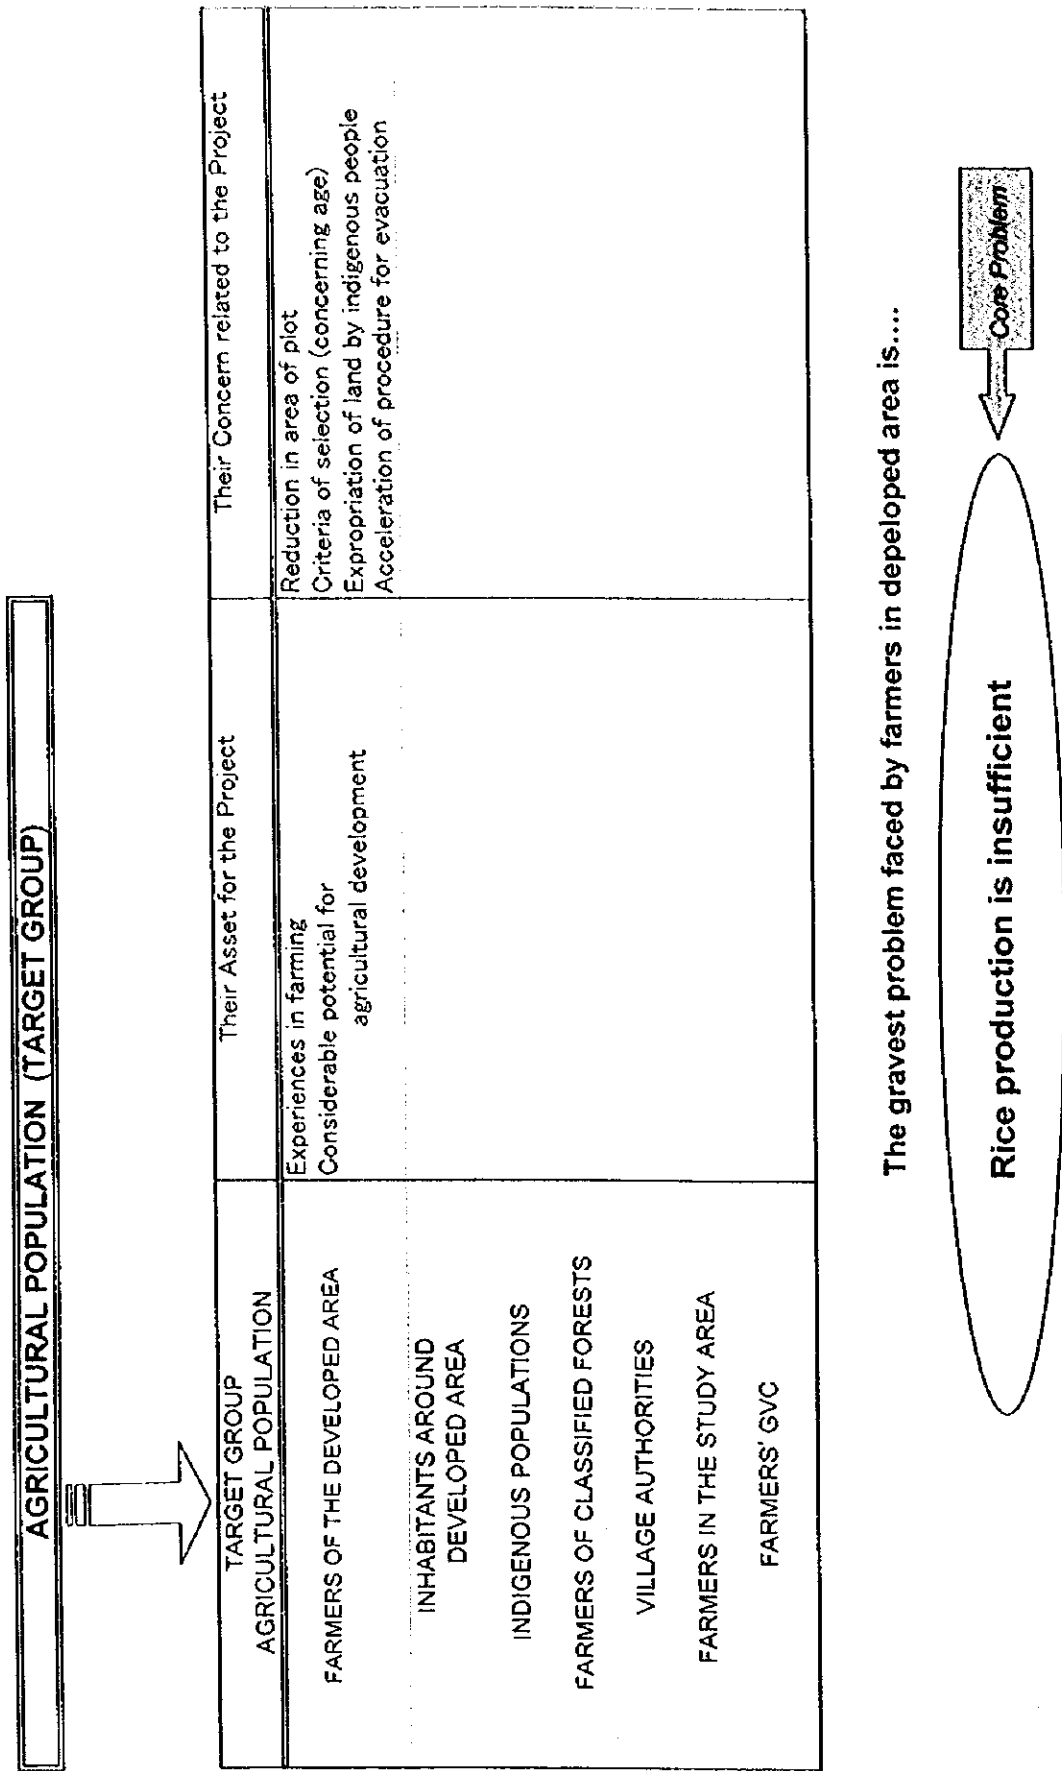 AGRICULTURAL POPULATION (TARGET GROUP)
TARGET GROUP
AGRICULTURAL POPULATION
Their Asset for the Project
Their Concern related to the Project
FARMERS OF THE DEVELOPED AREA
Experiences in farming
Considerable potential for
agricultural development
Reduction in area of plot
Criteria of selection (concerning age)
Expropriation of land by indigenous people
Acceleration of procedure for evacuation
INHABITANTS AROUND
DEVELOPED AREA
INDIGENOUS POPULATIONS
FARMERS OF CLASSIFIED FORESTS
VILLAGE AUTHORITIES
FARMERS IN THE STUDY AREA
FARMERS' GVC
The gravest problem faced by farmers in depeloped area is....
Rice production is insufficient
Core Problem